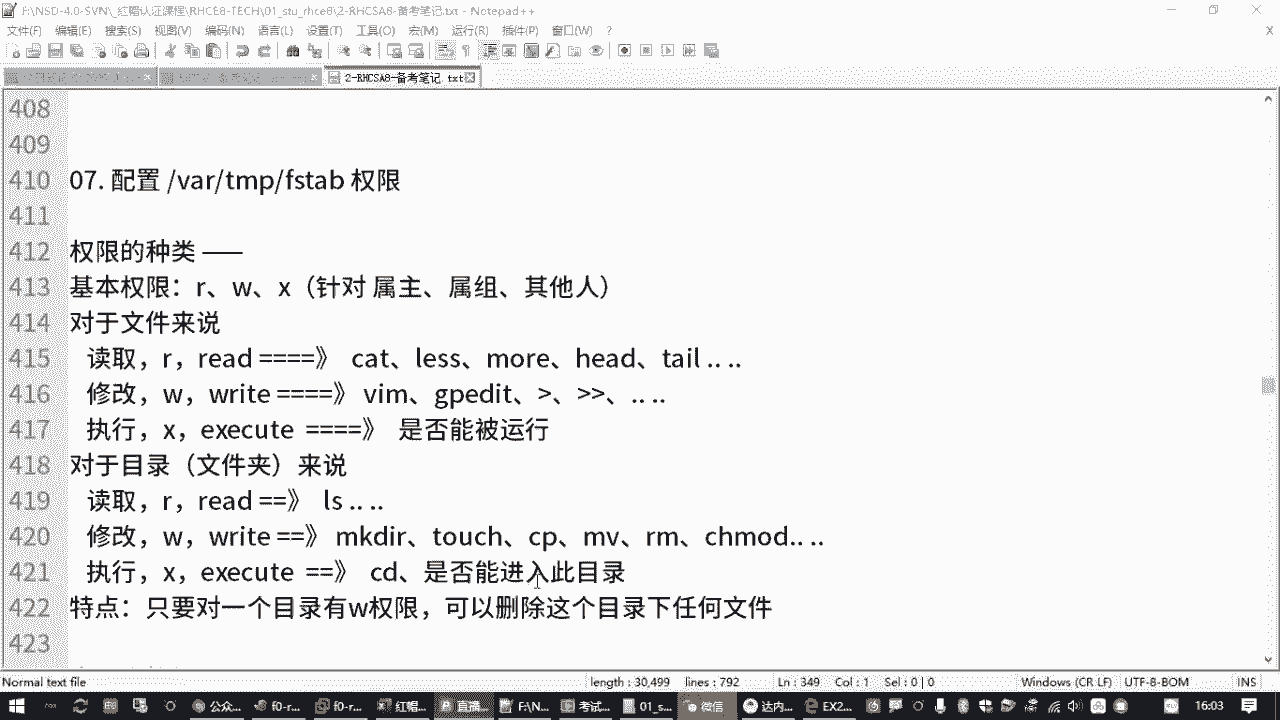 F:\NSD-4.0-SVN\_红帽认证课程\RHCE8-TECH\01_stu_rhce8\2-RHCSA8-备考笔记.txt - Notepad++
文件(F) 编辑(E) 搜索(S) 视图(V) 编码(N) 语言(L) 设置(T) 工具(O) 宏(M) 运行(R) 插件(P) 窗口(W) ? X
2-RHCSA8-备考笔记.txt
408
409
410 07. 配置 /var/tmp/fstab 权限
411
412 权限的种类 ——
413 基本权限：r、w、x（针对 属主、属组、其他人）
414 对于文件来说
415 读取，r，read ====》 cat、less、more、head、tail .. ..
416 修改，w，write ====》 vim、gpedit、>、>>、.. ..
417 执行，x，execute ====》 是否能被运行
418 对于目录（文件夹）来说
419 读取，r，read ==》 ls .. ..
420 修改，w，write ==》 mkdir、touch、cp、mv、rm、chmod.. ..
421 执行，x，execute ==》 cd、是否能进入此目录
422 特点：只要对一个目录有w权限，可以删除这个目录下任何文件
423
Normal text file length : 30,499 lines : 792 Ln : 349 Col : 1 Sel : 0 | 0 Windows (CR LF) UTF-8-BOM INS
公众... f0-r... f0-r... 红帽... 直播... F:\N... 考试... 01_s... 微信 达内... EX2... 16:03